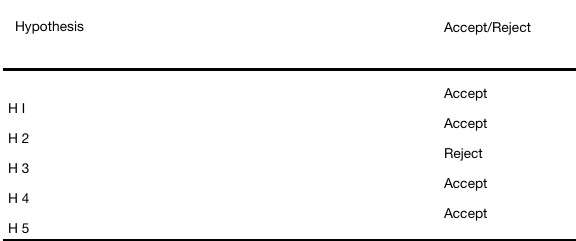 Hypothesis Accept/Reject
Accept
H I
Accept
H 2
Reject
H 3
Accept
H 4
Accept
H 5